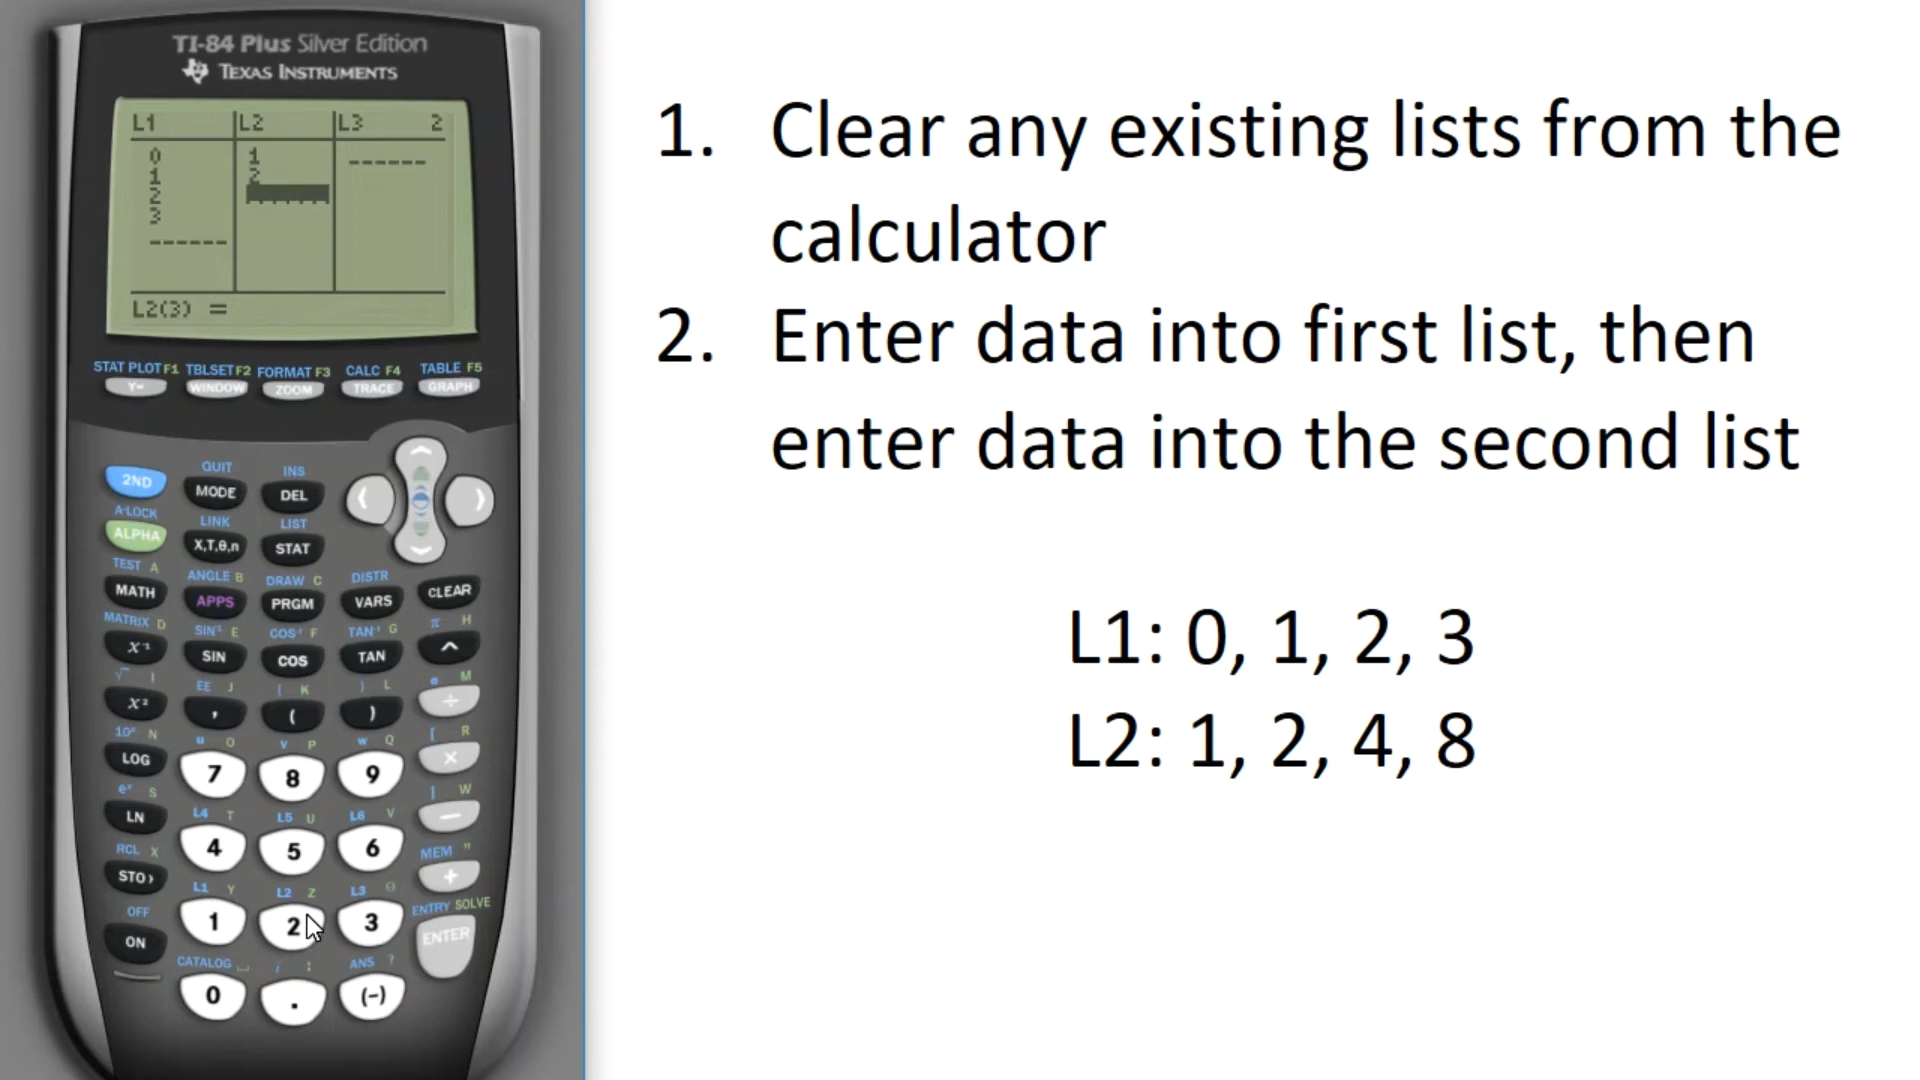 TI-84 Plus Silver Edition
TEXAS INSTRUMENTS
L1 L2 L3 2
0 1 ------
1 2
2
3
------
L2(3) =
STAT PLOT F1 TBLSET F2 FORMAT F3 CALC F4 TABLE F5
Y= WINDOW ZOOM TRACE GRAPH
QUIT INS
2ND MODE DEL
A-LOCK LINK LIST
ALPHA X,T,θ,n STAT
TEST A ANGLE B DRAW C DISTR
MATH APPS PRGM VARS CLEAR
MATRIX D SIN⁻¹ E COS⁻¹ F TAN⁻¹ G π H
X⁻¹ SIN COS TAN ^
√ I EE J { K } L e M
X² , ( ) ÷
10ˣ N u O v P w Q [ R
LOG 7 8 9 ×
eˣ S L4 T L5 U L6 V ] W
LN 4 5 6 −
RCL X L1 Y L2 Z L3 θ MEM "
STO› 1 2 3 +
OFF CATALOG ⎵ i : ANS ? ENTRY SOLVE
ON 0 . (-) ENTER
1. Clear any existing lists from the
calculator
2. Enter data into first list, then
enter data into the second list
L1: 0, 1, 2, 3
L2: 1, 2, 4, 8